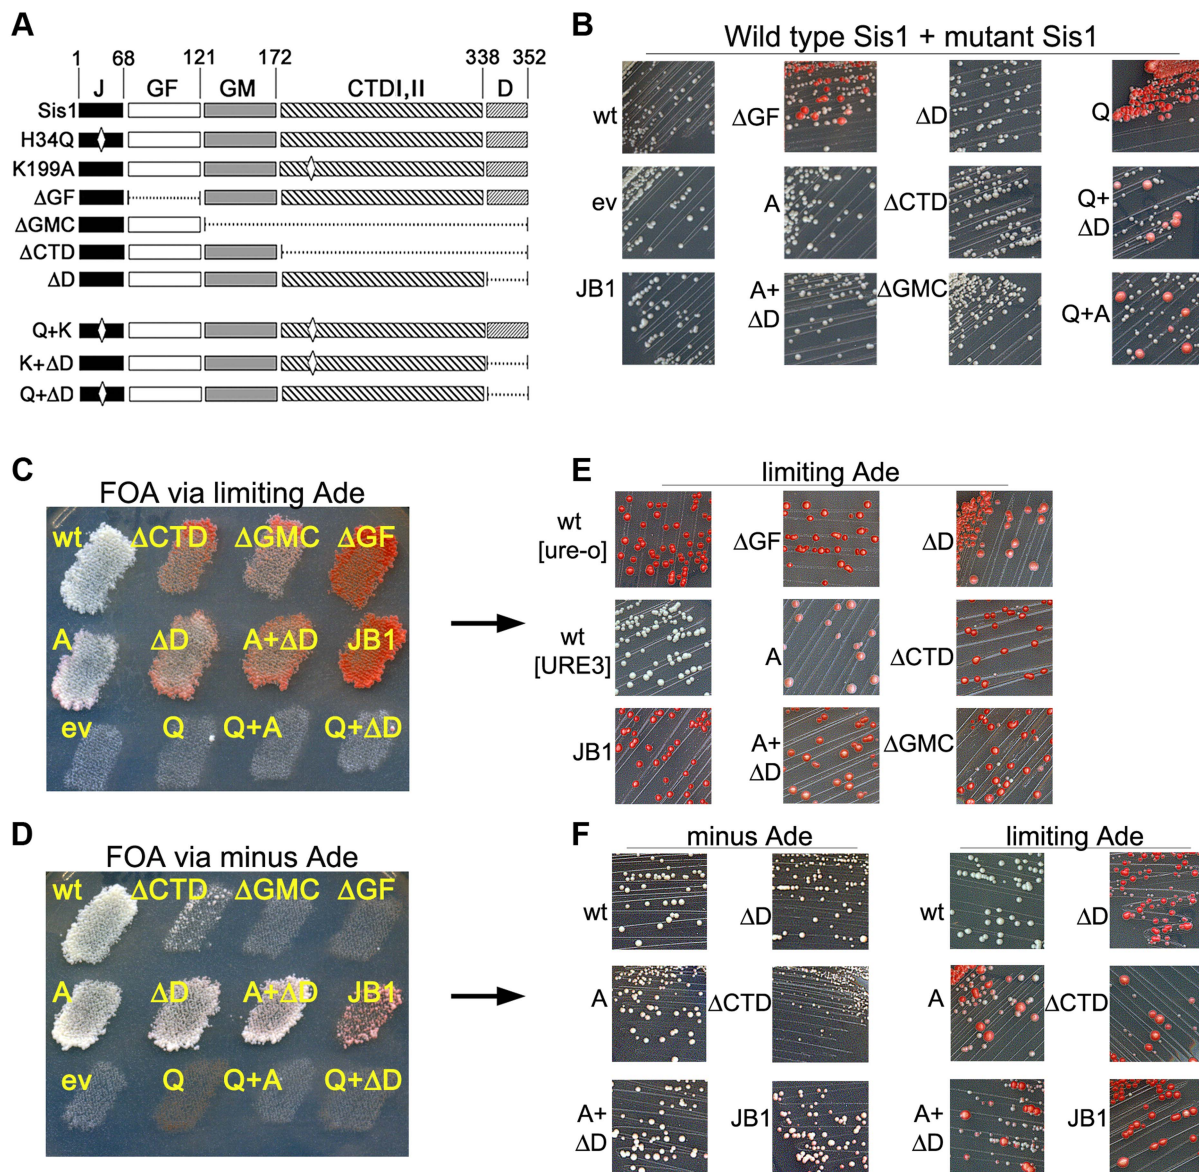 A
1 68 121 172 338 352
J GF GM CTDI,II D
Sis1
H34Q
K199A
ΔGF
ΔGMC
ΔCTD
ΔD
Q+K
K+ΔD
Q+ΔD
B
Wild type Sis1 + mutant Sis1
wt ΔGF ΔD Q
ev A ΔCTD Q+
ΔD
JB1 A+
ΔD ΔGMC Q+A
C
FOA via limiting Ade
wt ΔCTD ΔGMC ΔGF
A ΔD A+ΔD JB1
ev Q Q+A Q+ΔD
D
FOA via minus Ade
wt ΔCTD ΔGMC ΔGF
A ΔD A+ΔD JB1
ev Q Q+A Q+ΔD
E
limiting Ade
wt
[ure-o] ΔGF ΔD
wt
[URE3] A ΔCTD
JB1 A+
ΔD ΔGMC
F
minus Ade limiting Ade
wt ΔD wt ΔD
A ΔCTD A ΔCTD
A+
ΔD JB1 A+
ΔD JB1